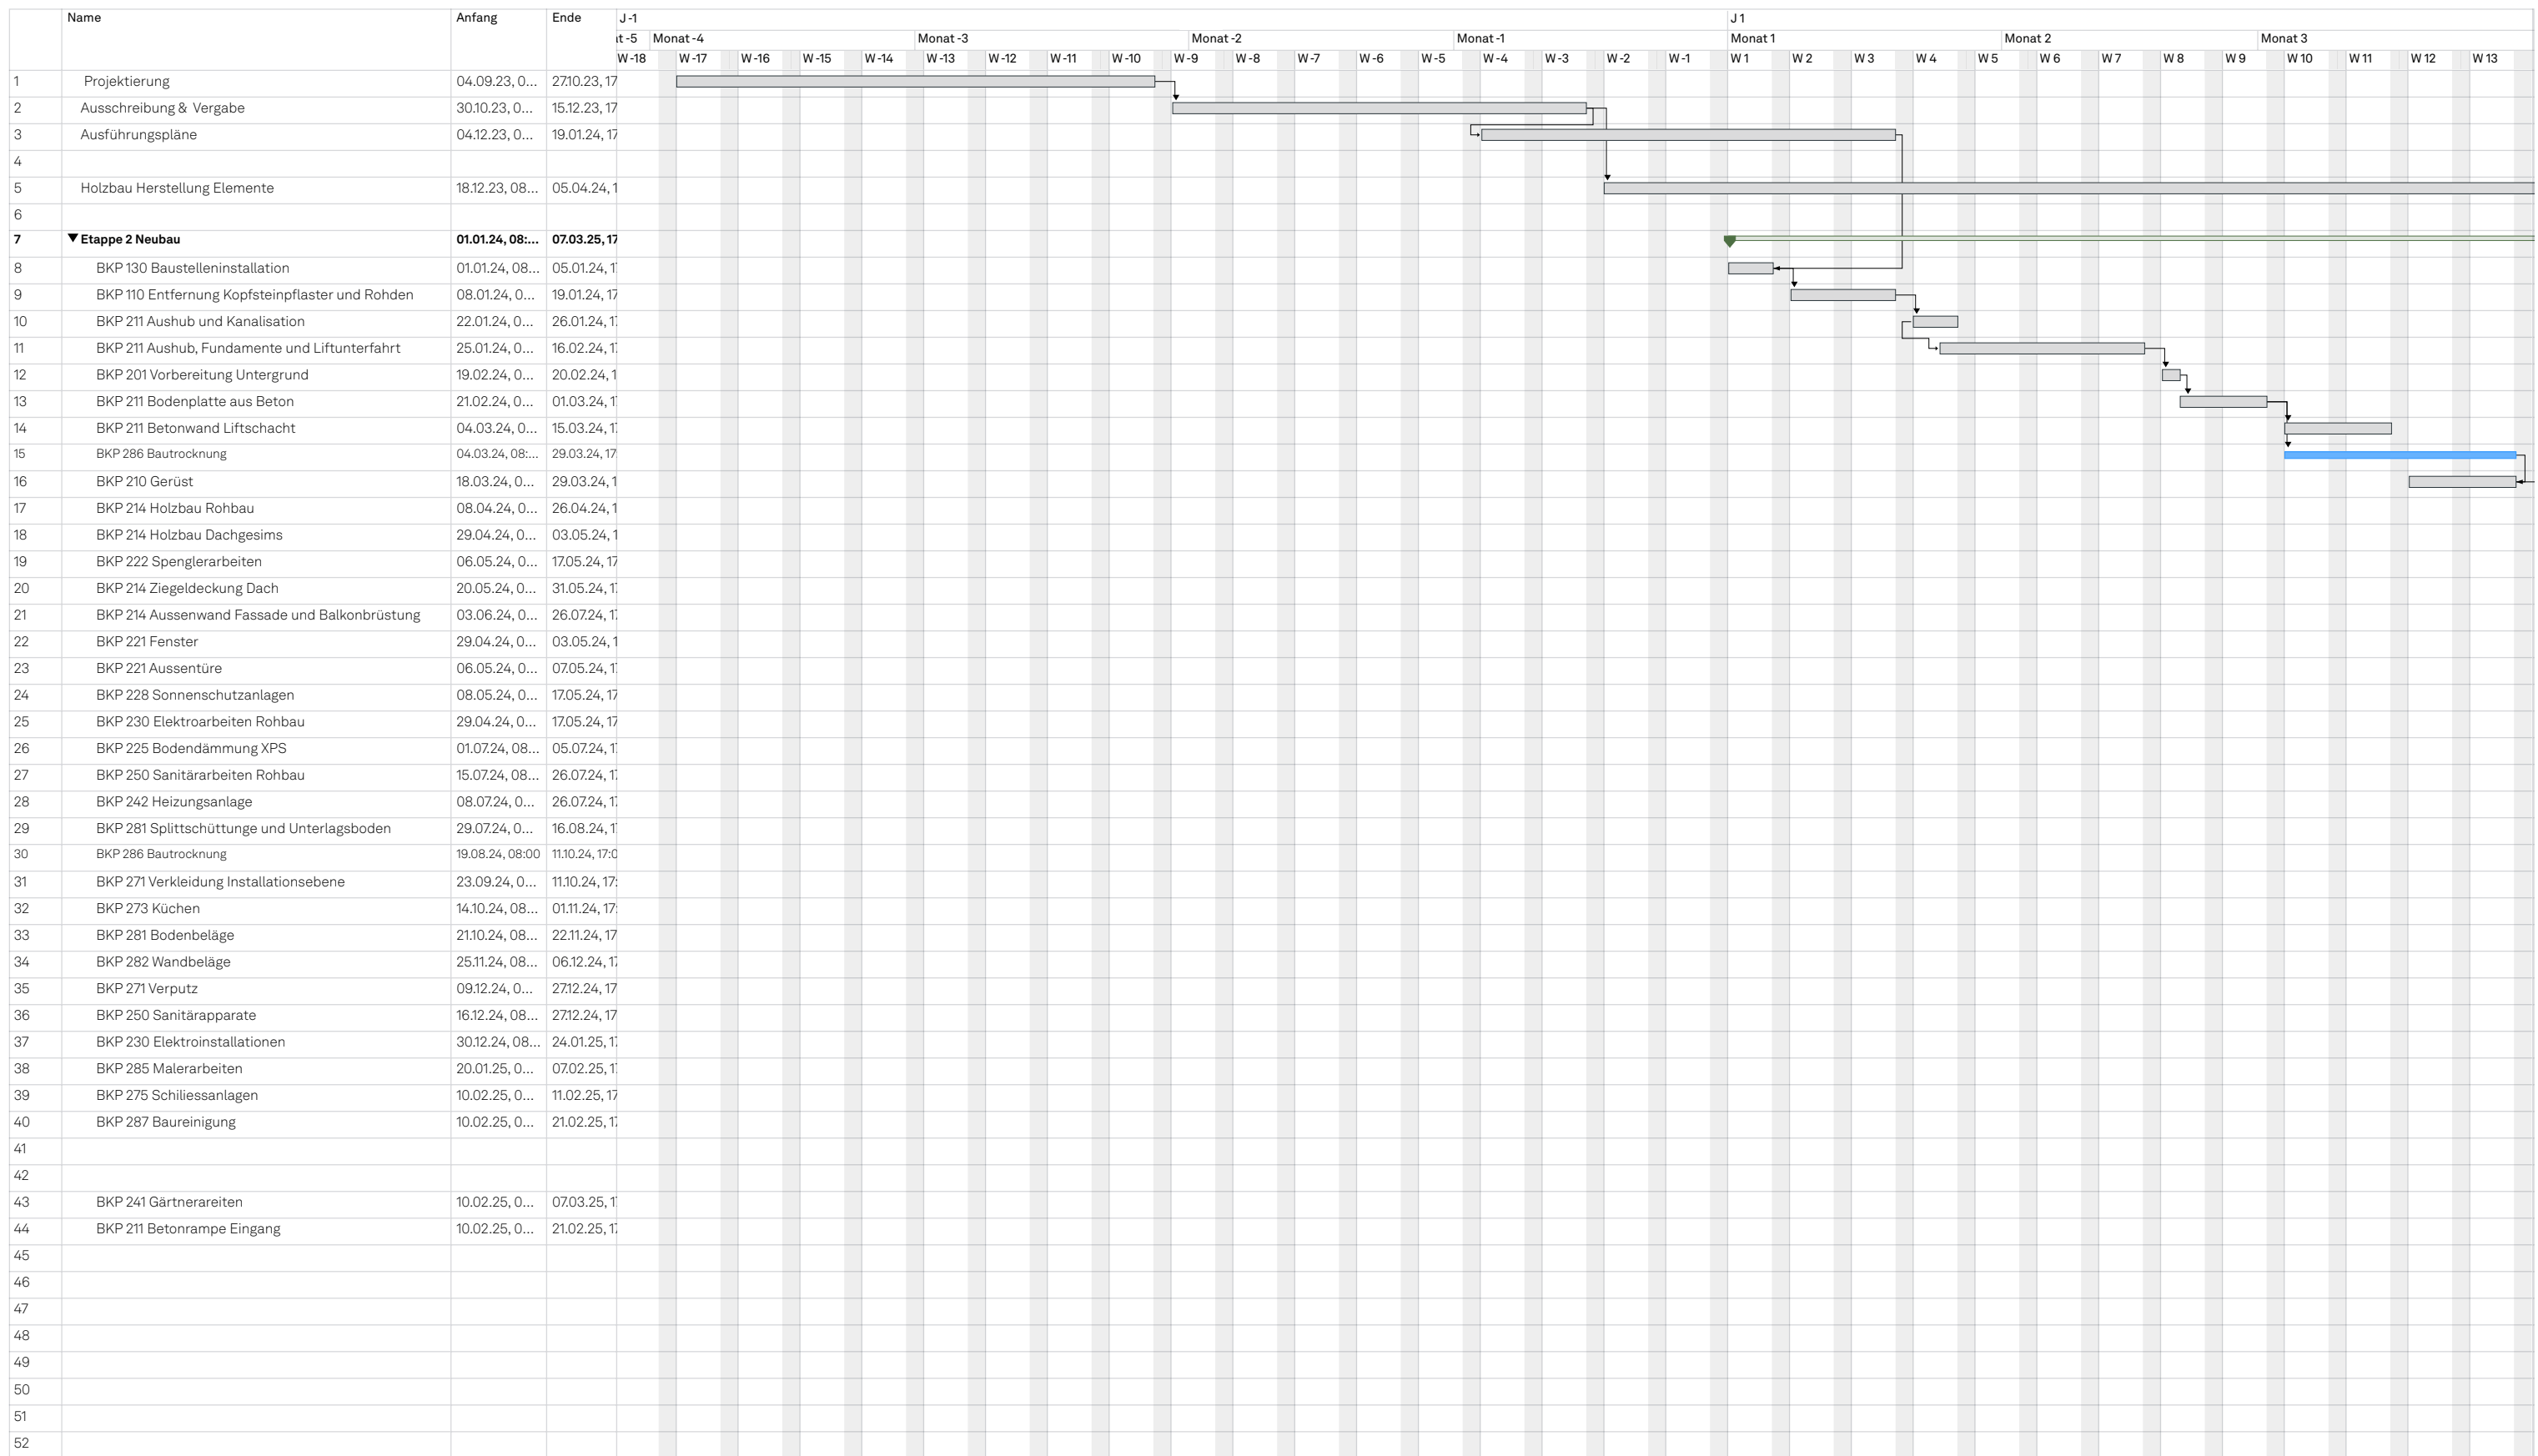 Name Anfang Ende J -1 J 1
Monat -4 Monat -3 Monat -2 Monat -1 Monat 1 Monat 2 Monat 3
W -18 W -17 W -16 W -15 W -14 W -13 W -12 W -11 W -10 W -9 W -8 W -7 W -6 W -5 W -4 W -3 W -2 W -1 W 1 W 2 W 3 W 4 W 5 W 6 W 7 W 8 W 9 W 10 W 11 W 12 W 13
1 Projektierung 04.09.23, 0... 27.10.23, 17
2 Ausschreibung & Vergabe 30.10.23, 0... 15.12.23, 17
3 Ausführungspläne 04.12.23, 0... 19.01.24, 17
4
5 Holzbau Herstellung Elemente 18.12.23, 08... 05.04.24, 1
6
7 Etappe 2 Neubau 01.01.24, 08:... 07.03.25, 17
8 BKP 130 Baustelleninstallation 01.01.24, 08... 05.01.24, 1
9 BKP 110 Entfernung Kopfsteinpflaster und Rohden 08.01.24, 0... 19.01.24, 17
10 BKP 211 Aushub und Kanalisation 22.01.24, 0... 26.01.24, 1
11 BKP 211 Aushub, Fundamente und Liftunterfahrt 25.01.24, 0... 16.02.24, 1
12 BKP 201 Vorbereitung Untergrund 19.02.24, 0... 20.02.24, 1
13 BKP 211 Bodenplatte aus Beton 21.02.24, 0... 01.03.24, 1
14 BKP 211 Betonwand Liftschacht 04.03.24, 0... 15.03.24, 1
15 BKP 286 Bautrocknung 04.03.24, 08:... 29.03.24, 17
16 BKP 210 Gerüst 18.03.24, 0... 29.03.24, 1
17 BKP 214 Holzbau Rohbau 08.04.24, 0... 26.04.24, 1
18 BKP 214 Holzbau Dachgesims 29.04.24, 0... 03.05.24, 1
19 BKP 222 Spenglerarbeiten 06.05.24, 0... 17.05.24, 17
20 BKP 214 Ziegeldeckung Dach 20.05.24, 0... 31.05.24, 1
21 BKP 214 Aussenwand Fassade und Balkonbrüstung 03.06.24, 0... 26.07.24, 1
22 BKP 221 Fenster 29.04.24, 0... 03.05.24, 1
23 BKP 221 Aussentüre 06.05.24, 0... 07.05.24, 1
24 BKP 228 Sonnenschutzanlagen 08.05.24, 0... 17.05.24, 17
25 BKP 230 Elektroarbeiten Rohbau 29.04.24, 0... 17.05.24, 17
26 BKP 225 Bodendämmung XPS 01.07.24, 08... 05.07.24, 1
27 BKP 250 Sanitärarbeiten Rohbau 15.07.24, 08... 26.07.24, 1
28 BKP 242 Heizungsanlage 08.07.24, 0... 26.07.24, 1
29 BKP 281 Splittschüttunge und Unterlagsboden 29.07.24, 0... 16.08.24, 1
30 BKP 286 Bautrocknung 19.08.24, 08:00 11.10.24, 17:0
31 BKP 271 Verkleidung Installationsebene 23.09.24, 0... 11.10.24, 17:
32 BKP 273 Küchen 14.10.24, 08... 01.11.24, 17:
33 BKP 281 Bodenbeläge 21.10.24, 08... 22.11.24, 17
34 BKP 282 Wandbeläge 25.11.24, 08... 06.12.24, 1
35 BKP 271 Verputz 09.12.24, 0... 27.12.24, 17
36 BKP 250 Sanitärapparate 16.12.24, 08... 27.12.24, 17
37 BKP 230 Elektroinstallationen 30.12.24, 08... 24.01.25, 1
38 BKP 285 Malerarbeiten 20.01.25, 0... 07.02.25, 1
39 BKP 275 Schiliessanlagen 10.02.25, 0... 11.02.25, 17
40 BKP 287 Baureinigung 10.02.25, 0... 21.02.25, 1
41
42
43 BKP 241 Gärtnerareiten 10.02.25, 0... 07.03.25, 1
44 BKP 211 Betonrampe Eingang 10.02.25, 0... 21.02.25, 1
45
46
47
48
49
50
51
52